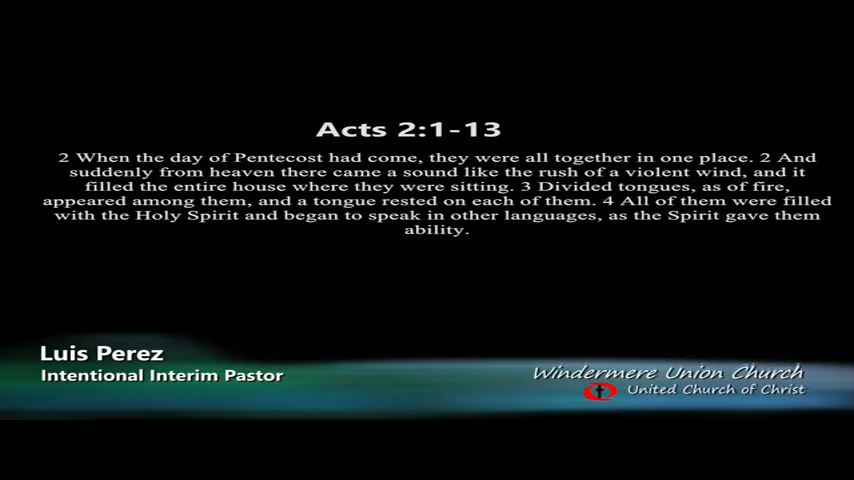 Acts 2:1-13
2 When the day of Pentecost had come, they were all together in one place. 2 And
suddenly from heaven there came a sound like the rush of a violent wind, and it
filled the entire house where they were sitting. 3 Divided tongues, as of fire,
appeared among them, and a tongue rested on each of them. 4 All of them were filled
with the Holy Spirit and began to speak in other languages, as the Spirit gave them
ability.
Luis Perez
Intentional Interim Pastor
Windermere Union Church
United Church of Christ